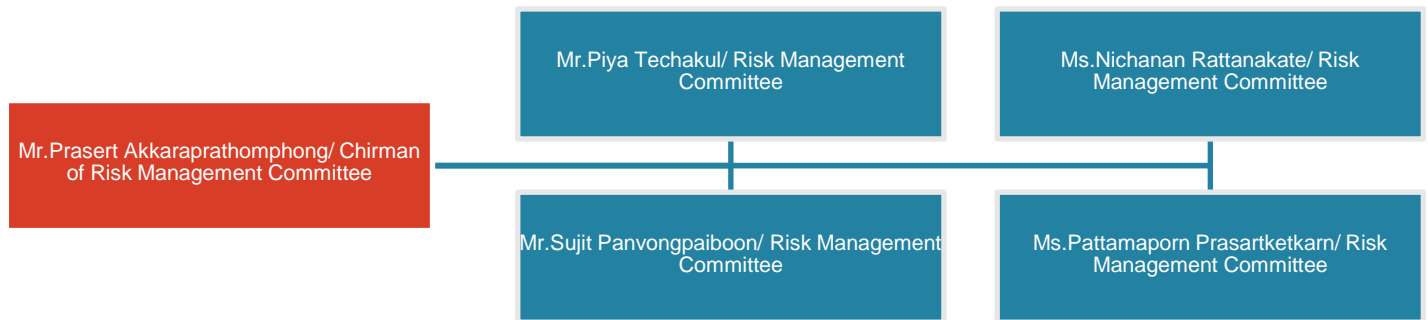 Mr.Piya Techakul/ Risk Management
Committee
Ms.Nichanan Rattanakate/ Risk
Management Committee
Mr.Prasert Akkaraprathomphong/ Chirman
of Risk Management Committee
Mr.Sujit Panvongpaiboon/ Risk Management
Committee
Ms.Pattamaporn Prasartketkarn/ Risk
Management Committee